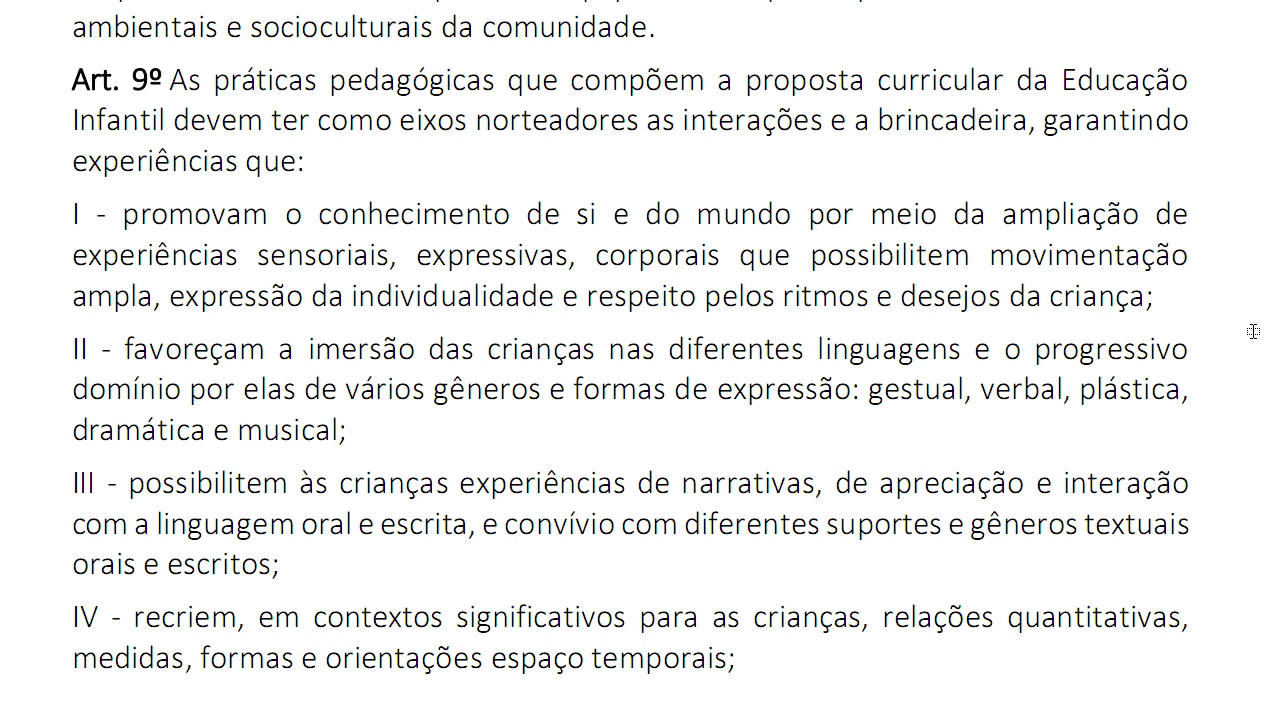 ambientais e socioculturais da comunidade.
Art. 9º As práticas pedagógicas que compõem a proposta curricular da Educação
Infantil devem ter como eixos norteadores as interações e a brincadeira, garantindo
experiências que:
I - promovam o conhecimento de si e do mundo por meio da ampliação de
experiências sensoriais, expressivas, corporais que possibilitem movimentação
ampla, expressão da individualidade e respeito pelos ritmos e desejos da criança;
II - favoreçam a imersão das crianças nas diferentes linguagens e o progressivo
domínio por elas de vários gêneros e formas de expressão: gestual, verbal, plástica,
dramática e musical;
III - possibilitem às crianças experiências de narrativas, de apreciação e interação
com a linguagem oral e escrita, e convívio com diferentes suportes e gêneros textuais
orais e escritos;
IV - recriem, em contextos significativos para as crianças, relações quantitativas,
medidas, formas e orientações espaço temporais;